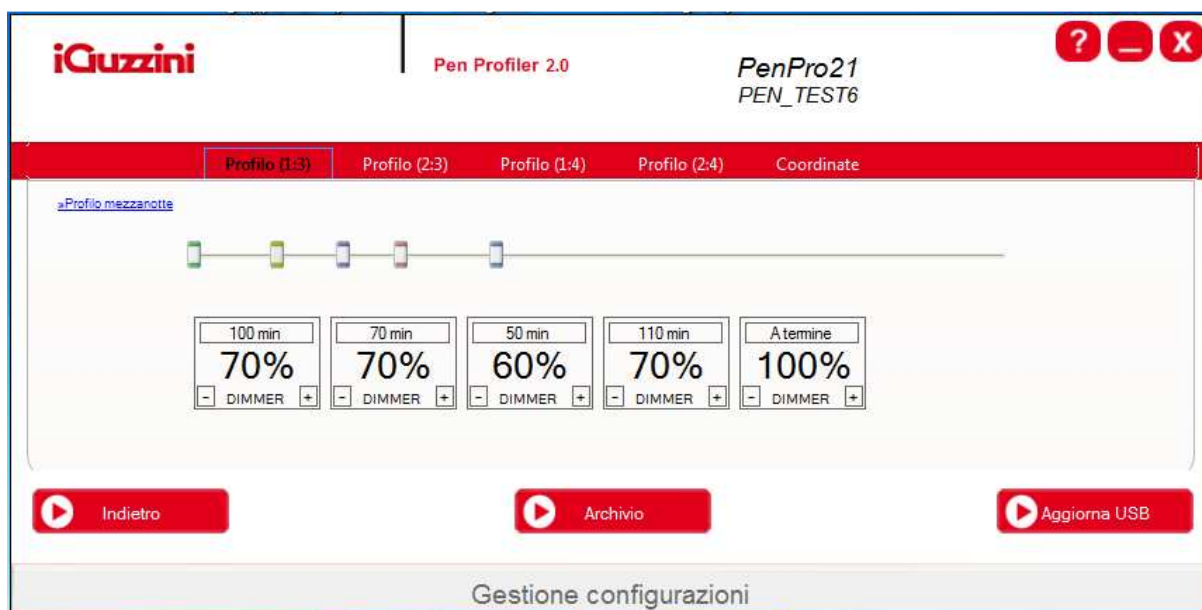 iGuzzini
Pen Profiler 2.0
PenPro21
PEN_TEST6
? _ X
Profilo (1:3) Profilo (2:3) Profilo (1:4) Profilo (2:4) Coordinate
»Profilo mezzanotte
100 min 70 min 50 min 110 min A termine
70% 70% 60% 70% 100%
- DIMMER + - DIMMER + - DIMMER + - DIMMER + - DIMMER +
Indietro Archivio Aggiorna USB
Gestione configurazioni